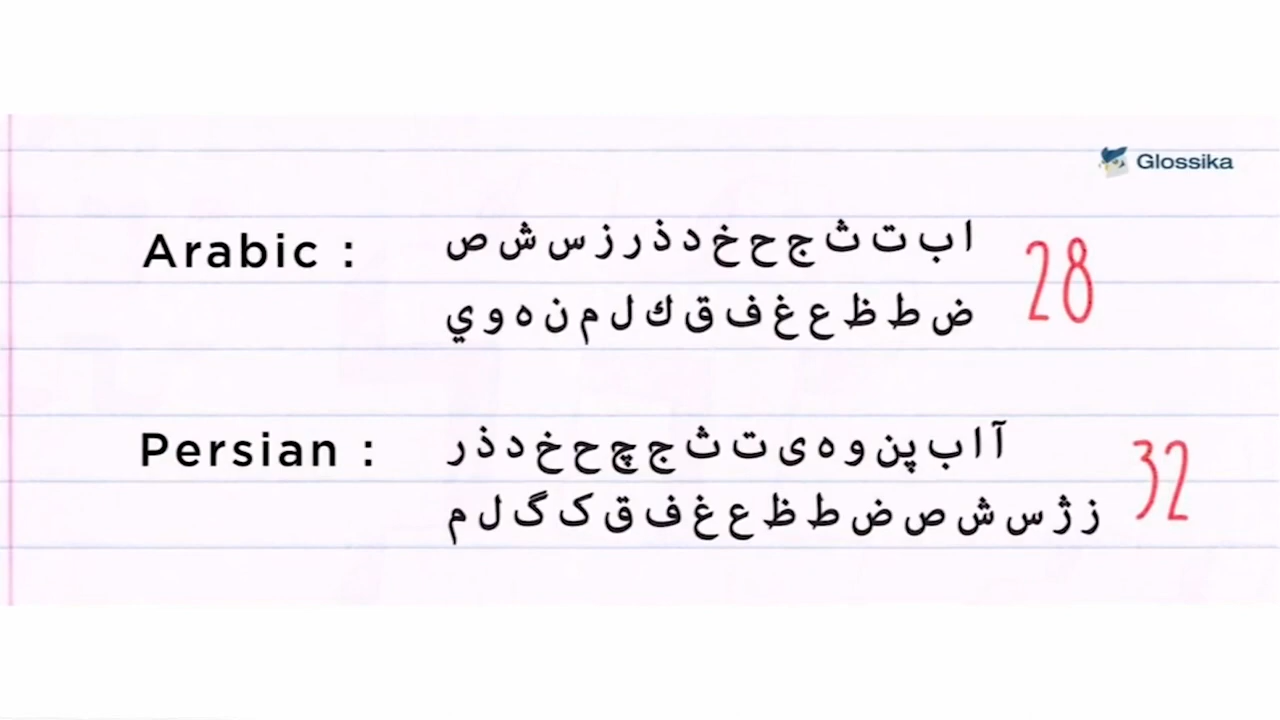 Glossika
Arabic : ا ب ت ث ج ح خ د ذ ر ز س ش ص
ض ط ظ ع غ ف ق ك ل م ن ه و ي
28
Persian : آ ا ب پ ن و ه ی ت ث ج چ ح خ د ذ ر
ز ژ س ش ص ض ط ظ ع غ ف ق ک گ ل م
32